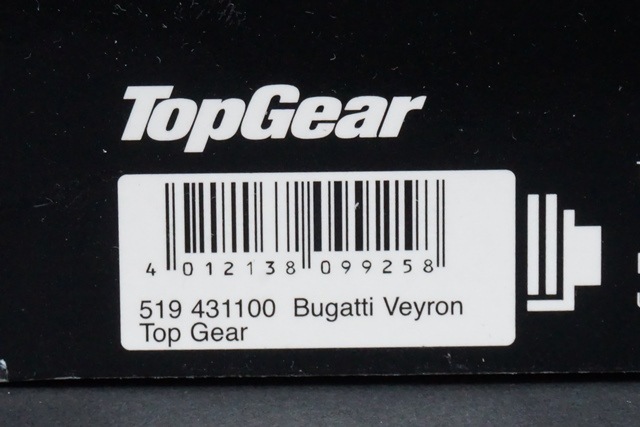 TopGear
4 012138 099258
519 431100 Bugatti Veyron
Top Gear